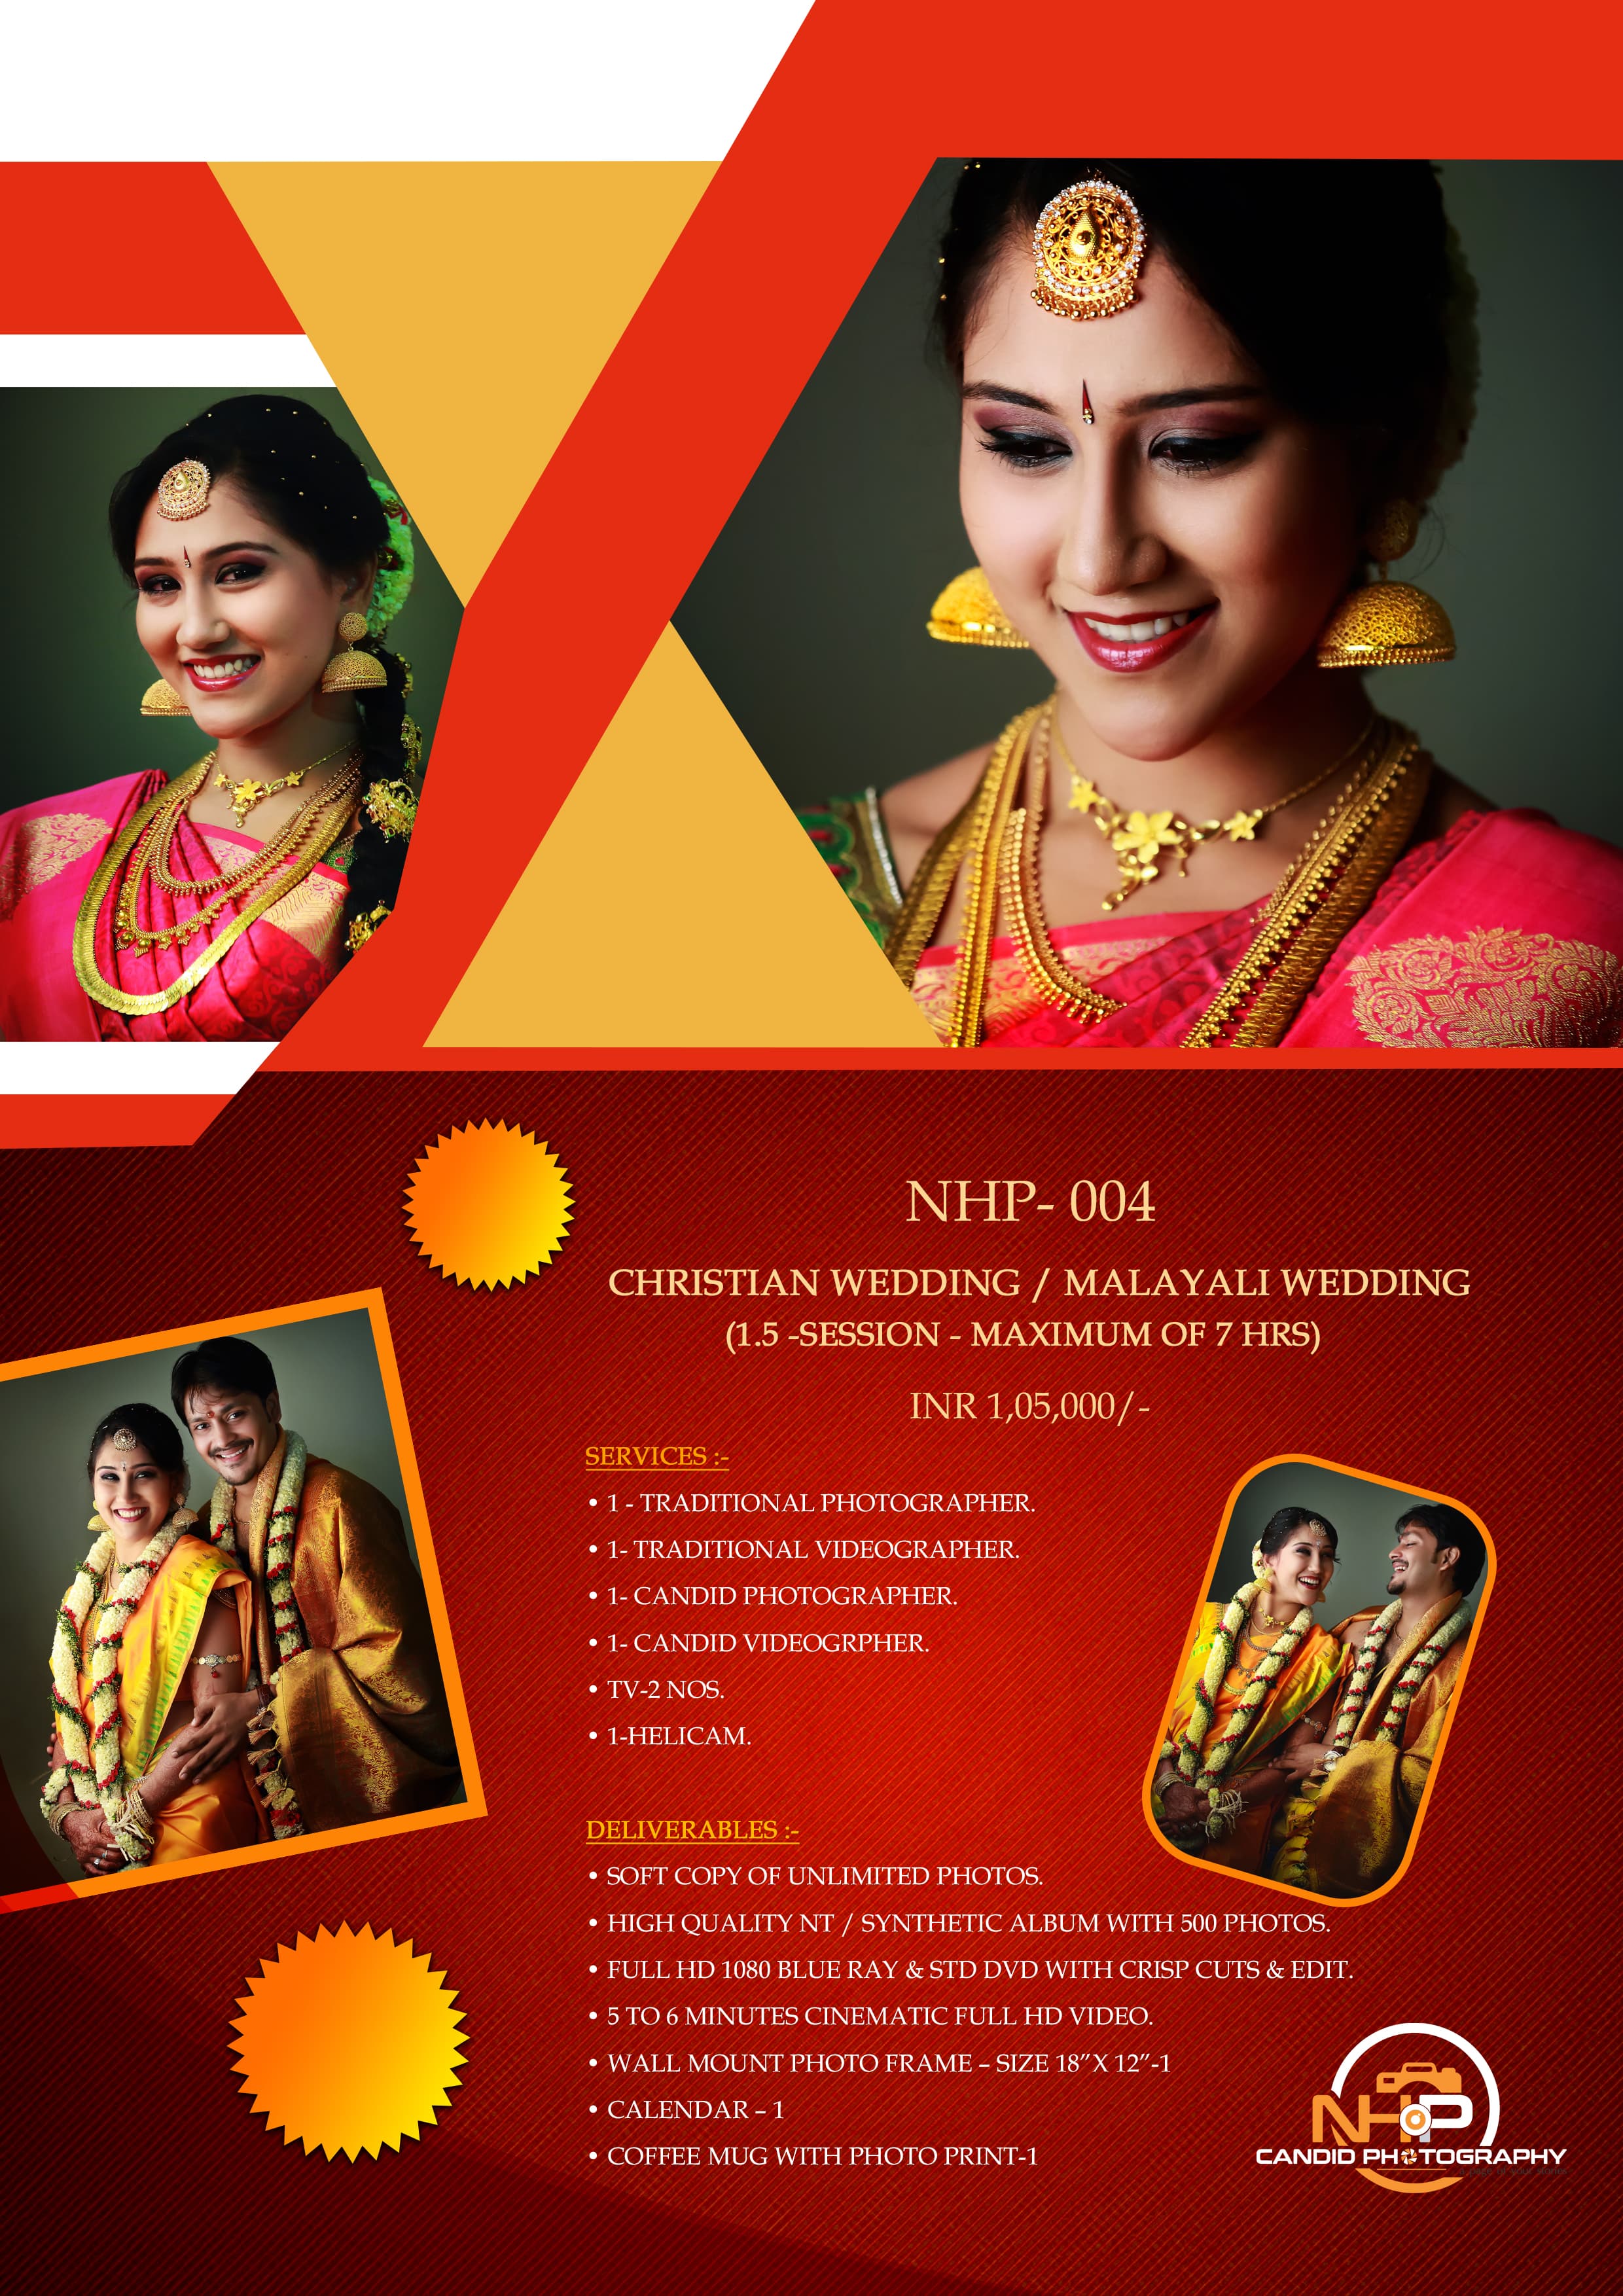 NHP- 004
CHRISTIAN WEDDING / MALAYALI WEDDING
(1.5 -SESSION - MAXIMUM OF 7 HRS)
INR 1,05,000/-
SERVICES :-
• 1 - TRADITIONAL PHOTOGRAPHER.
• 1- TRADITIONAL VIDEOGRAPHER.
• 1- CANDID PHOTOGRAPHER.
• 1- CANDID VIDEOGRPHER.
• TV-2 NOS.
• 1-HELICAM.
DELIVERABLES :-
• SOFT COPY OF UNLIMITED PHOTOS.
• HIGH QUALITY NT / SYNTHETIC ALBUM WITH 500 PHOTOS.
• FULL HD 1080 BLUE RAY & STD DVD WITH CRISP CUTS & EDIT.
• 5 TO 6 MINUTES CINEMATIC FULL HD VIDEO.
• WALL MOUNT PHOTO FRAME – SIZE 18”X 12”-1
• CALENDAR – 1
• COFFEE MUG WITH PHOTO PRINT-1
NHP
CANDID PHOTOGRAPHY